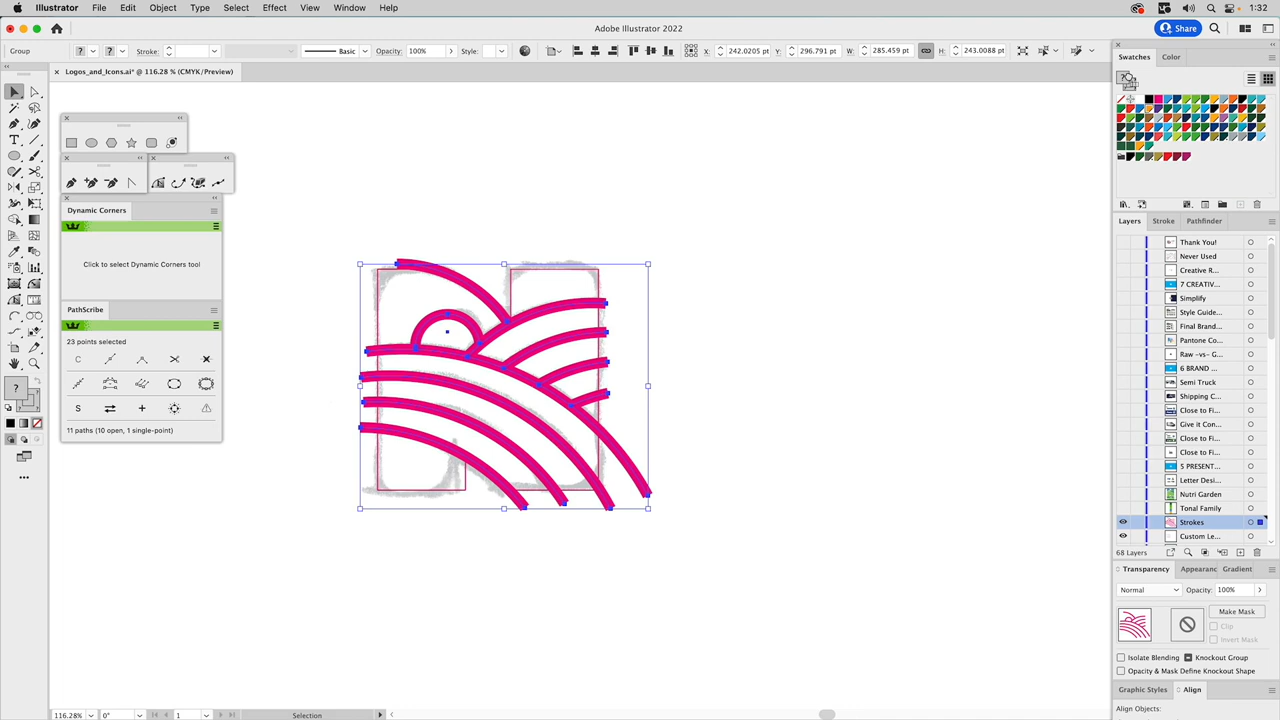 Illustrator File Edit Object Type Select Effect View Window Help 1:32
Adobe Illustrator 2022
Share
Group Stroke: Basic Opacity: 100% Style: X: 242.0205 pt Y: 296.791 pt W: 285.459 pt H: 243.0088 pt
× Logos_and_Icons.ai* @ 116.28 % (CMYK/Preview)
Swatches Color
Dynamic Corners
Click to select Dynamic Corners tool
PathScribe
23 points selected
11 paths (10 open, 1 single-point)
Layers Stroke Pathfinder
Thank You!
Never Used
Creative R...
7 CREATIV...
Simplify
Style Guide...
Final Brand...
Pantone Co...
Raw -vs- G...
6 BRAND ...
Semi Truck
Shipping C...
Close to Fi...
Give it Con...
Close to Fi...
Close to Fi...
5 PRESENT...
Letter Desi...
Nutri Garden
Tonal Family
Strokes
Custom Le...
68 Layers
Transparency Appearanc Gradient
Normal Opacity: 100%
Make Mask
Clip
Invert Mask
Isolate Blending Knockout Group
Opacity & Mask Define Knockout Shape
Graphic Styles Align
Align Objects:
116.28% 0° 1 Selection